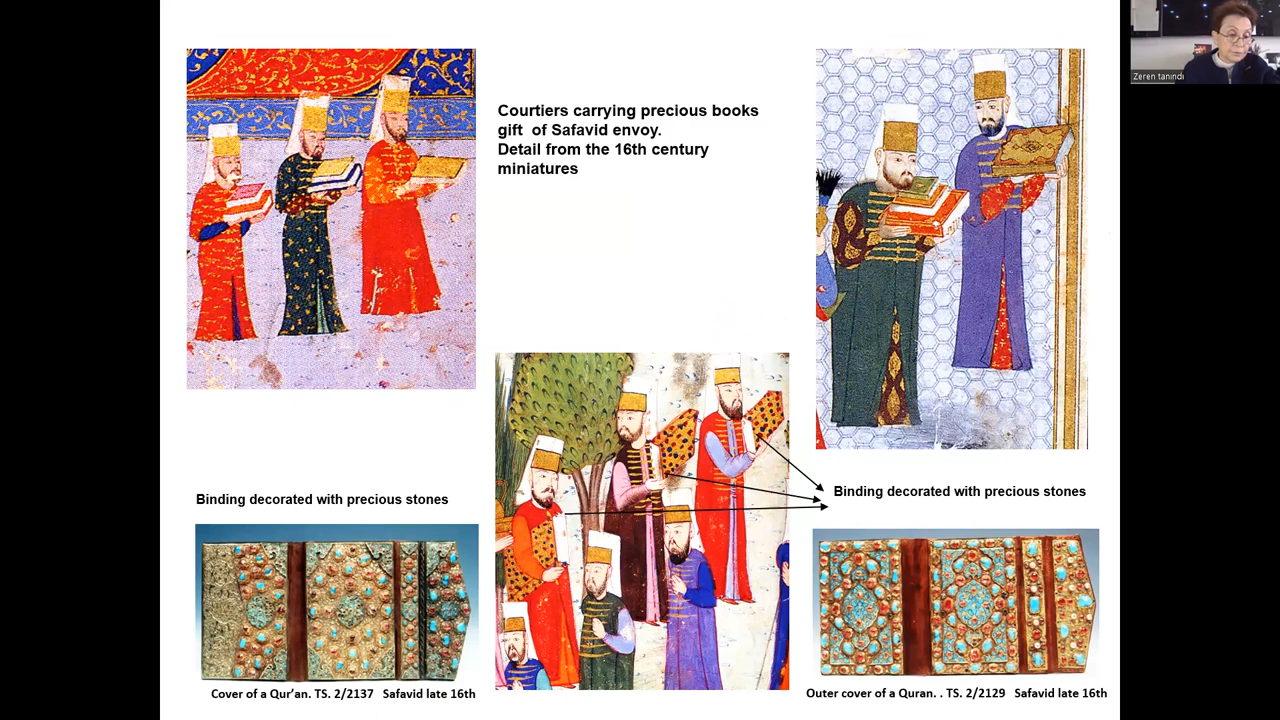 Zeren tanındı
Courtiers carrying precious books
gift of Safavid envoy.
Detail from the 16th century
miniatures
Binding decorated with precious stones
Binding decorated with precious stones
Cover of a Qur’an. TS. 2/2137 Safavid late 16th
Outer cover of a Quran. . TS. 2/2129 Safavid late 16th